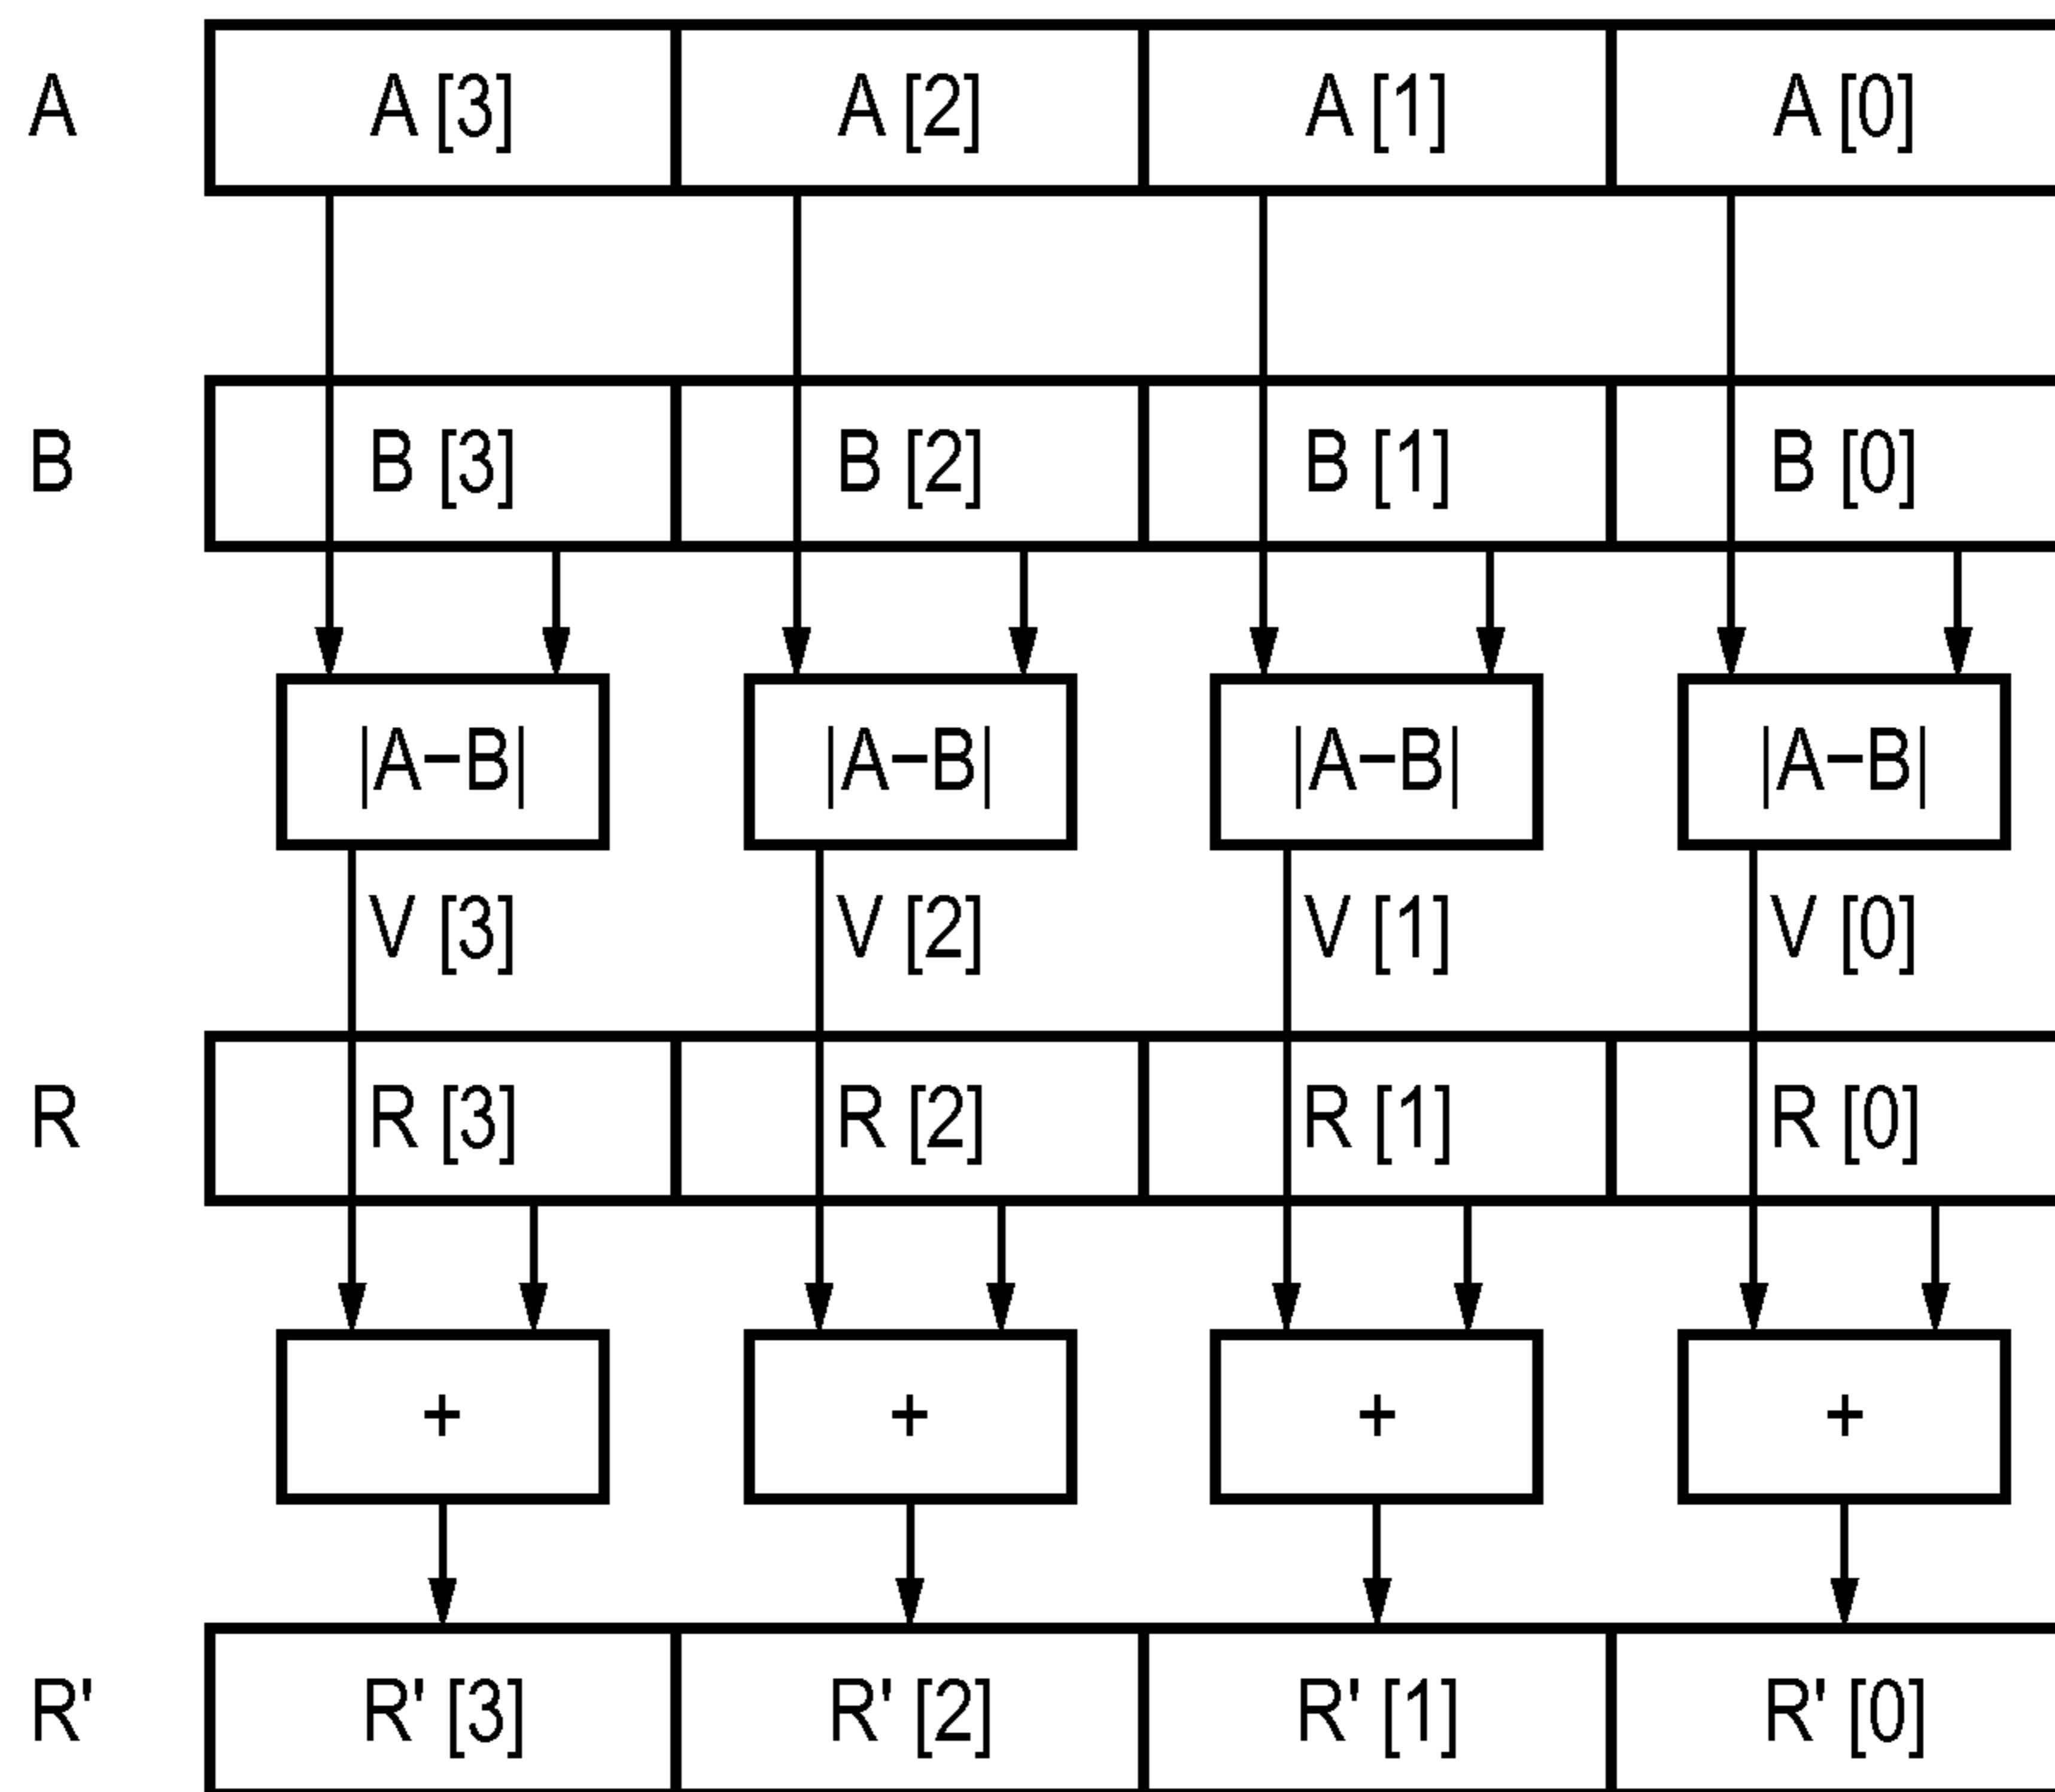 A A [3] A [2] A [1] A [0]
B B [3] B [2] B [1] B [0]
|A−B| |A−B| |A−B| |A−B|
V [3] V [2] V [1] V [0]
R R [3] R [2] R [1] R [0]
+ + + +
R' R' [3] R' [2] R' [1] R' [0]